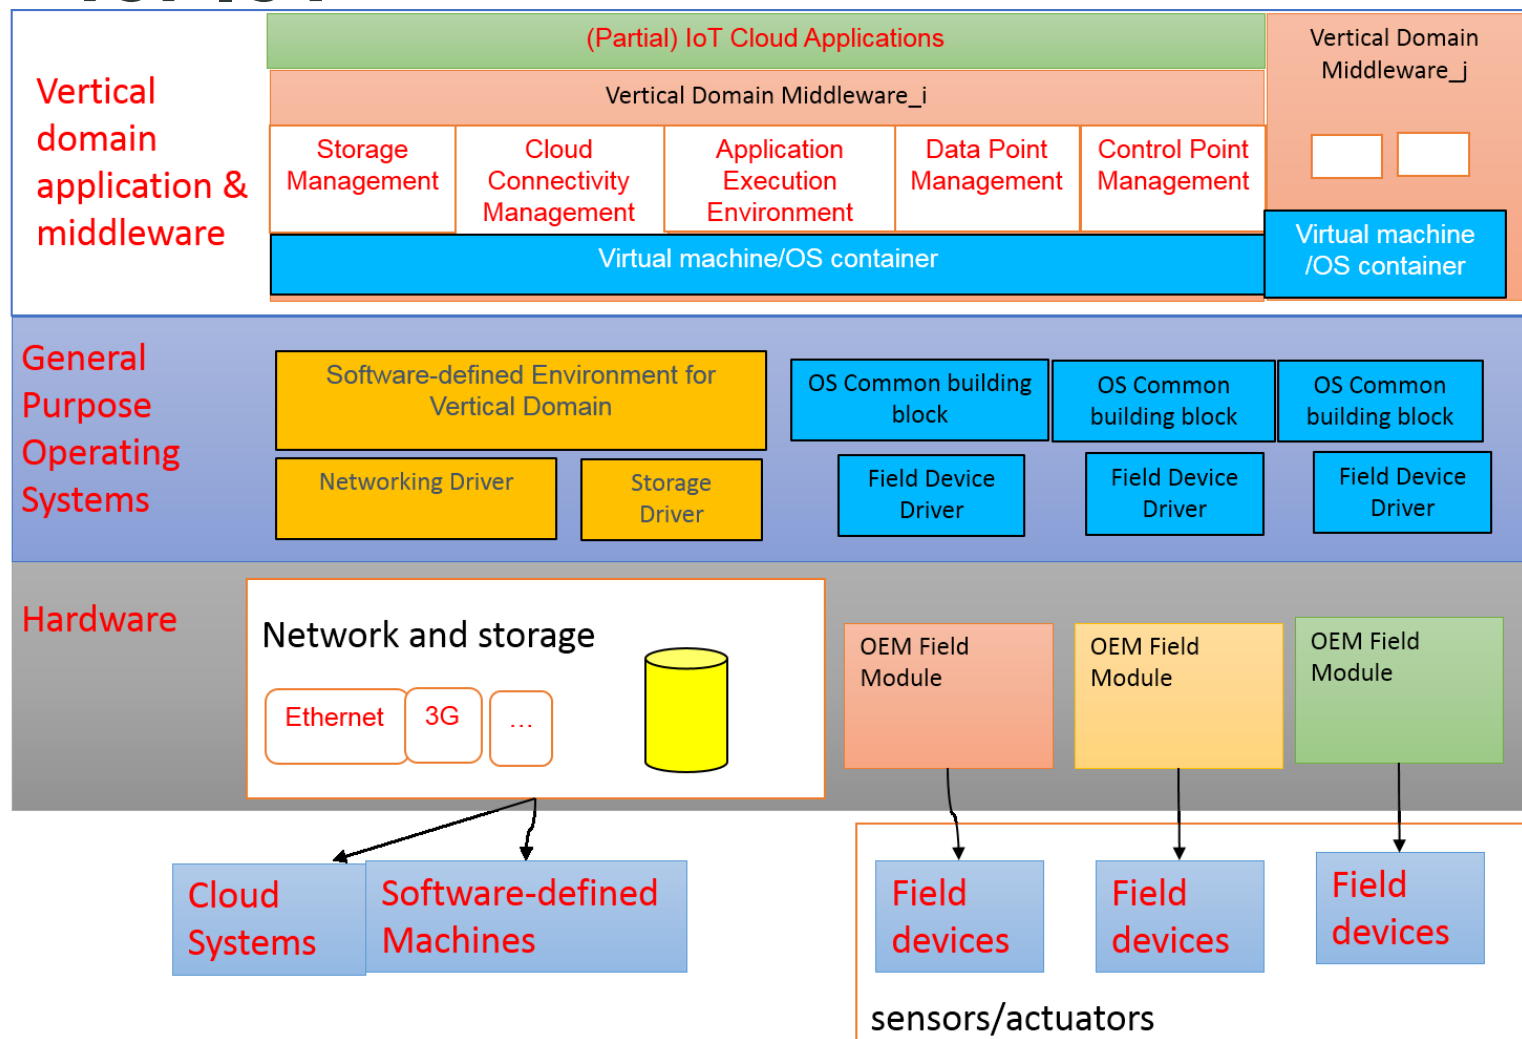 (Partial) IoT Cloud Applications
Vertical Domain
Middleware_j
Vertical
domain
application &
middleware
Vertical Domain Middleware_i
Storage
Management
Cloud
Connectivity
Management
Application
Execution
Environment
Data Point
Management
Control Point
Management
Virtual machine/OS container
Virtual machine
/OS container
General
Purpose
Operating
Systems
Software-defined Environment for
Vertical Domain
OS Common building
block
OS Common
building block
OS Common
building block
Networking Driver
Storage
Driver
Field Device
Driver
Field Device
Driver
Field Device
Driver
Hardware
Network and storage
Ethernet
3G
...
OEM Field
Module
OEM Field
Module
OEM Field
Module
Cloud
Systems
Software-defined
Machines
Field
devices
Field
devices
Field
devices
sensors/actuators